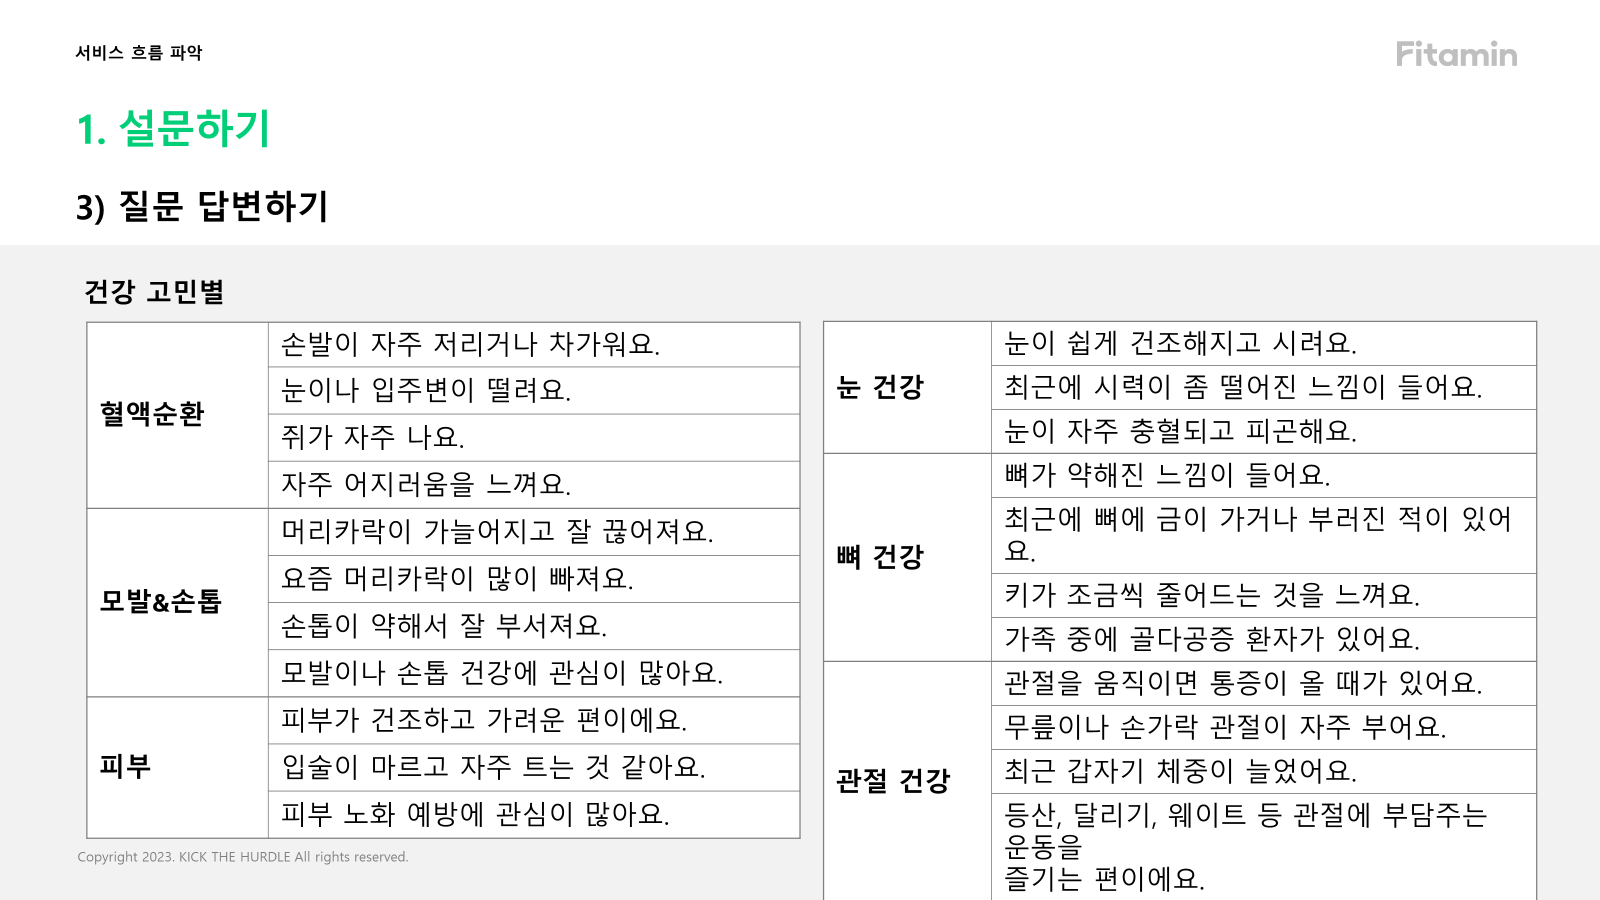 서비스 흐름 파악
Fitamin
1. 설문하기
3) 질문 답변하기
건강 고민별
혈액순환
손발이 자주 저리거나 차가워요.
눈이나 입주변이 떨려요.
쥐가 자주 나요.
자주 어지러움을 느껴요.
모발&손톱
머리카락이 가늘어지고 잘 끊어져요.
요즘 머리카락이 많이 빠져요.
손톱이 약해서 잘 부서져요.
모발이나 손톱 건강에 관심이 많아요.
피부
피부가 건조하고 가려운 편이에요.
입술이 마르고 자주 트는 것 같아요.
피부 노화 예방에 관심이 많아요.
눈 건강
눈이 쉽게 건조해지고 시려요.
최근에 시력이 좀 떨어진 느낌이 들어요.
눈이 자주 충혈되고 피곤해요.
뼈 건강
뼈가 약해진 느낌이 들어요.
최근에 뼈에 금이 가거나 부러진 적이 있어
요.
키가 조금씩 줄어드는 것을 느껴요.
가족 중에 골다공증 환자가 있어요.
관절 건강
관절을 움직이면 통증이 올 때가 있어요.
무릎이나 손가락 관절이 자주 부어요.
최근 갑자기 체중이 늘었어요.
등산, 달리기, 웨이트 등 관절에 부담주는
운동을
즐기는 편이에요.
Copyright 2023. KICK THE HURDLE All rights reserved.